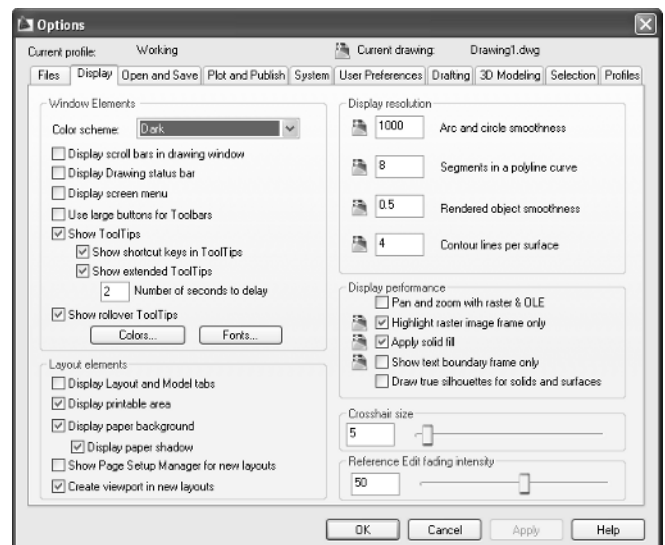 Options
Current profile: Working
Current drawing: Drawing1.dwg
Files Display Open and Save Plot and Publish System User Preferences Drafting 3D Modeling Selection Profiles
Window Elements
Color scheme: Dark
Display scroll bars in drawing window
Display Drawing status bar
Display screen menu
Use large buttons for Toolbars
Show ToolTips
Show shortcut keys in ToolTips
Show extended ToolTips
2 Number of seconds to delay
Show rollover ToolTips
Colors... Fonts...
Layout elements
Display Layout and Model tabs
Display printable area
Display paper background
Display paper shadow
Show Page Setup Manager for new layouts
Create viewport in new layouts
Display resolution
1000 Arc and circle smoothness
8 Segments in a polyline curve
0.5 Rendered object smoothness
4 Contour lines per surface
Display performance
Pan and zoom with raster & OLE
Highlight raster image frame only
Apply solid fill
Show text boundary frame only
Draw true silhouettes for solids and surfaces
Crosshair size
5
Reference Edit fading intensity
50
OK Cancel Apply Help